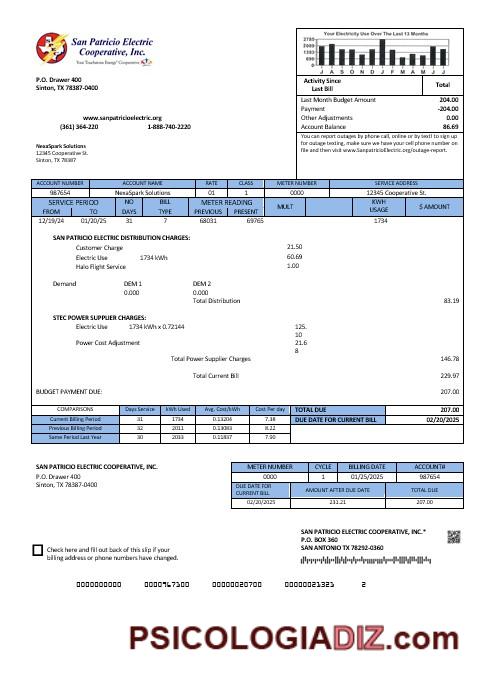 San Patricio Electric
Cooperative, Inc.
Your Touchstone Energy® Cooperative
P.O. Drawer 400
Sinton, TX 78387-0400
www.sanpatricioelectric.org
(361) 364-220 1-888-740-2220
NexaSpark Solutions
12345 Cooperative St.
Sinton, TX 78387
Your Electricity Use Over The Last 13 Months
J A S O N D J F M A M J J
Activity Since
Last Bill
Total
Last Month Budget Amount 204.00
Payment -204.00
Other Adjustments 0.00
Account Balance 86.69
You can report outages by phone call, online or by text! to sign up
for outage texting, make sure we have your cell phone number on
file and then visit www.SanpatricioElectric.org/outage-report.
ACCOUNT NUMBER ACCOUNT NAME RATE CLASS METER NUMBER SERVICE ADDRESS
987654 NexaSpark Solutions 01 1 0000 12345 Cooperative St.
SERVICE PERIOD NO BILL METER READING MULT KWH $ AMOUNT
FROM TO DAYS TYPE PREVIOUS PRESENT USAGE
12/19/24 01/20/25 31 7 68031 69765 1734
SAN PATRICIO ELECTRIC DISTRIBUTION CHARGES:
Customer Charge 21.50
Electric Use 1734 kWh 60.69
Halo Flight Service 1.00
Demand DEM 1 DEM 2
0.000 0.000
Total Distribution 83.19
STEC POWER SUPPLIER CHARGES:
Electric Use 1734 kWh x 0.72144 125.
10
Power Cost Adjustment 21.6
8
Total Power Supplier Charges 146.78
Total Current Bill 229.97
BUDGET PAYMENT DUE: 207.00
COMPARISONS Days Service kWh Used Avg. Cost/kWh Cost Per day
Current Billing Period 31 1734 0.13204 7.38
Previous Billing Period 32 2011 0.13083 8.22
Same Period Last Year 30 2033 0.11837 7.90
TOTAL DUE 207.00
DUE DATE FOR CURRENT BILL 02/20/2025
SAN PATRICIO ELECTRIC COOPERATIVE, INC.
P.O. Drawer 400
Sinton, TX 78387-0400
METER NUMBER CYCLE BILLING DATE ACCOUNT#
0000 1 01/25/2025 987654
DUE DATE FOR
CURRENT BILL
AMOUNT AFTER DUE DATE TOTAL DUE
02/20/2025 231.21 207.00
SAN PATRICIO ELECTRIC COOPERATIVE, INC.*
P.O. BOX 360
SAN ANTONIO TX 78292-0360
Check here and fill out back of this slip if your
billing address or phone numbers have changed.
0000000000 0000967100 00000020700 00000021321 2
PSICOLOGIADIZ.com